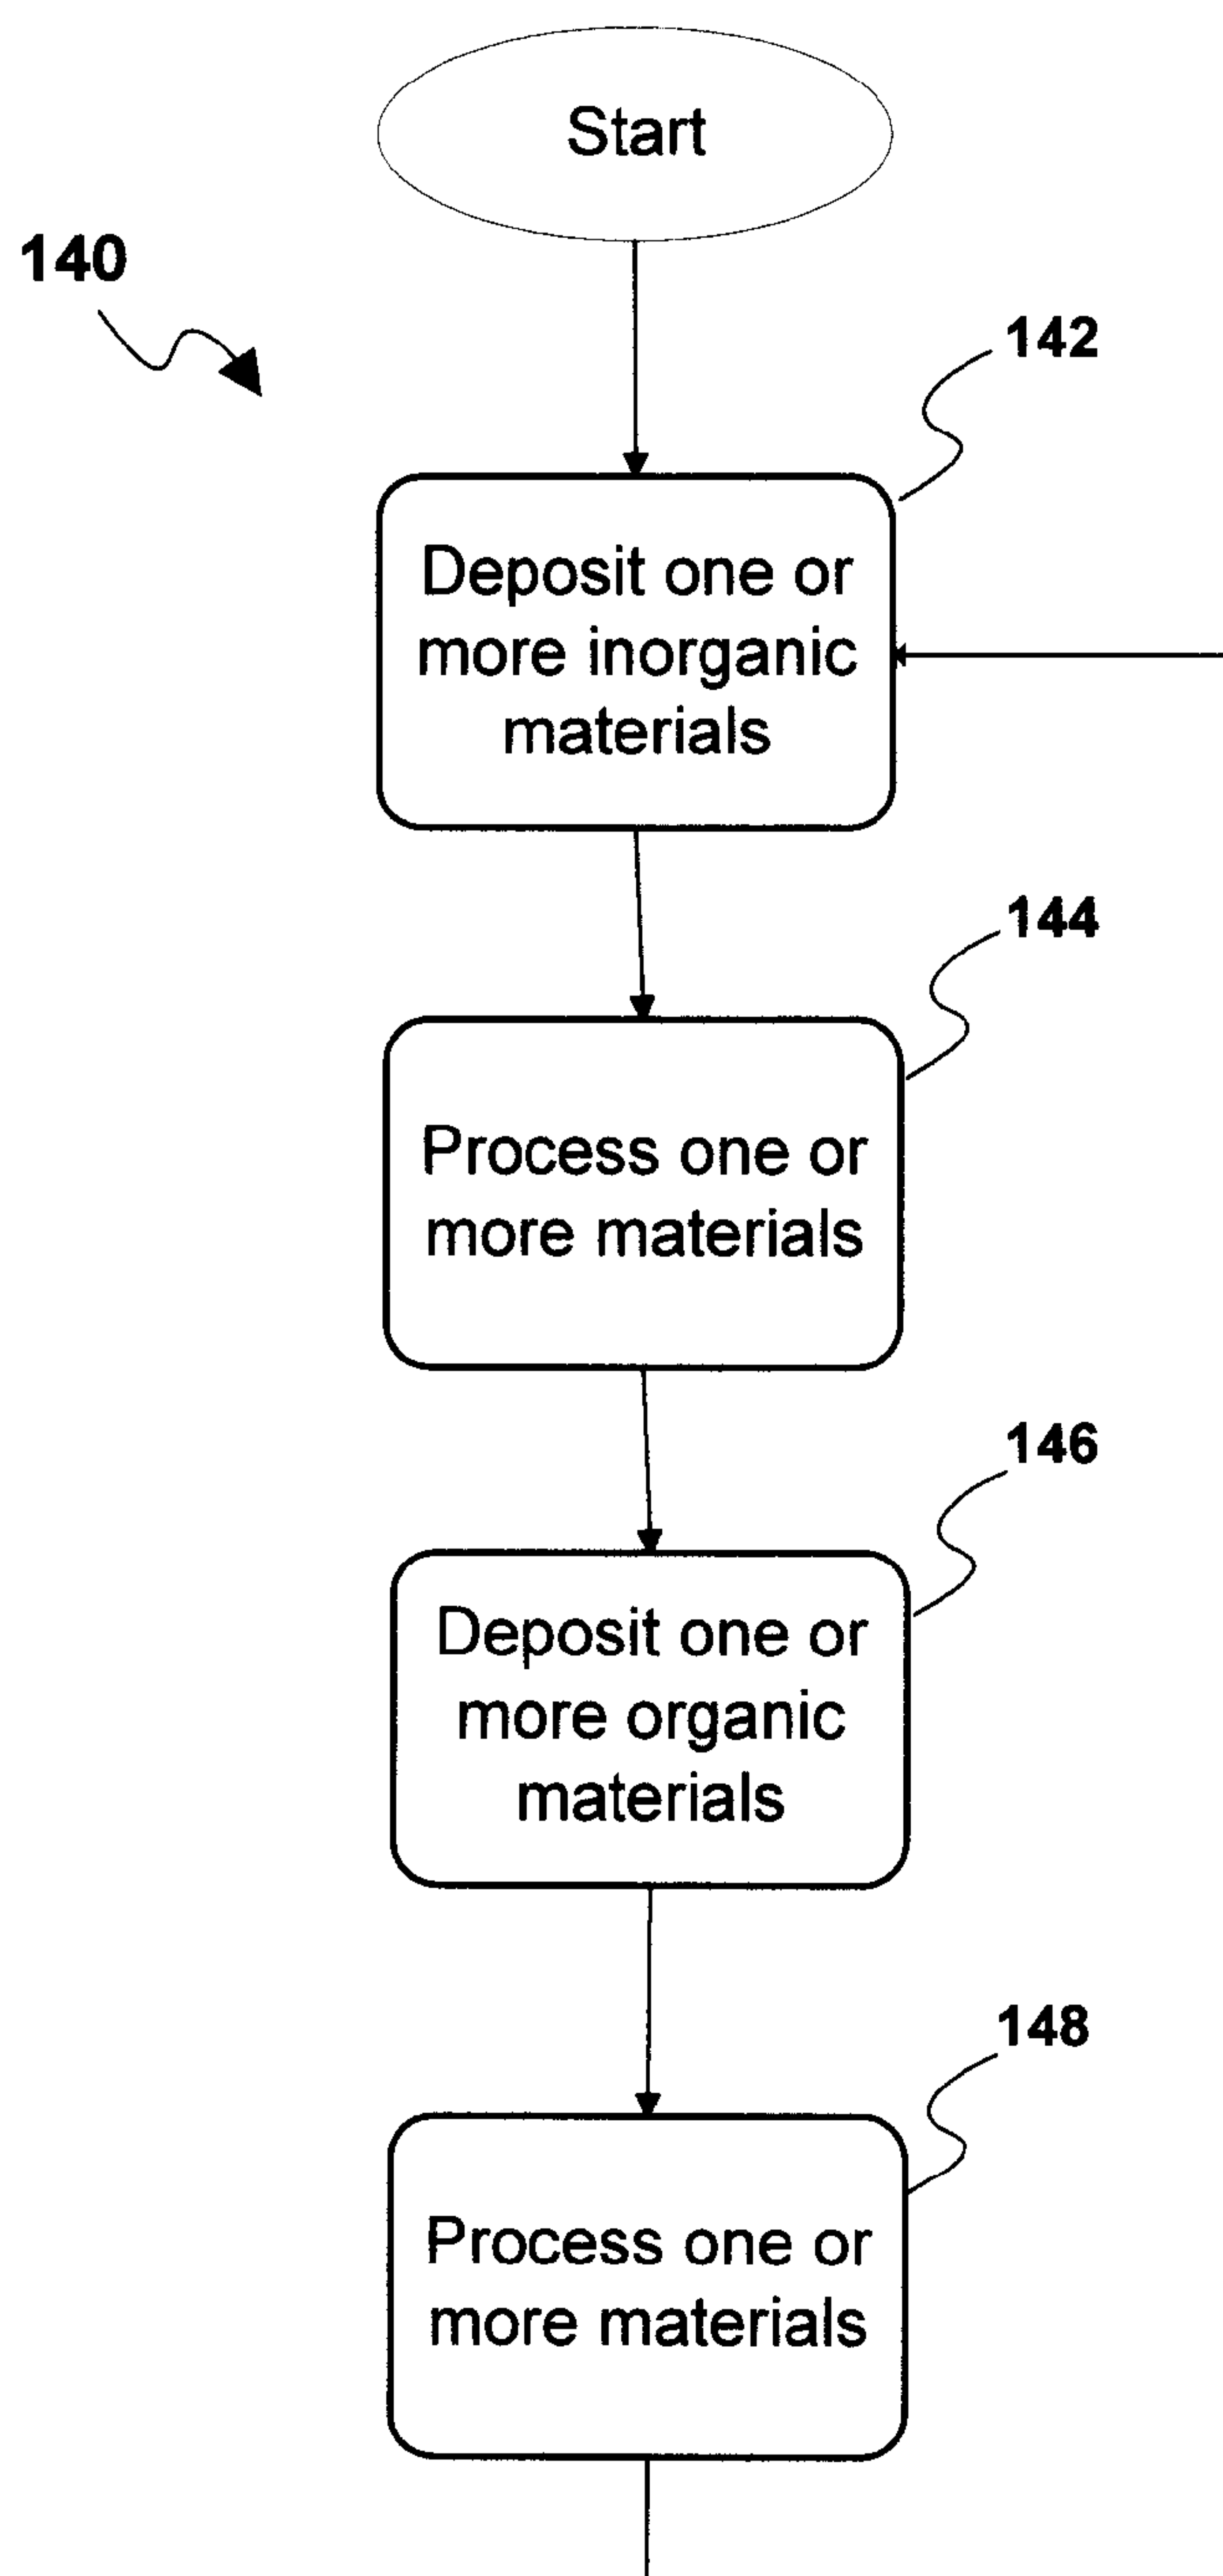 Start
140
142
Deposit one or
more inorganic
materials
144
Process one or
more materials
146
Deposit one or
more organic
materials
148
Process one or
more materials